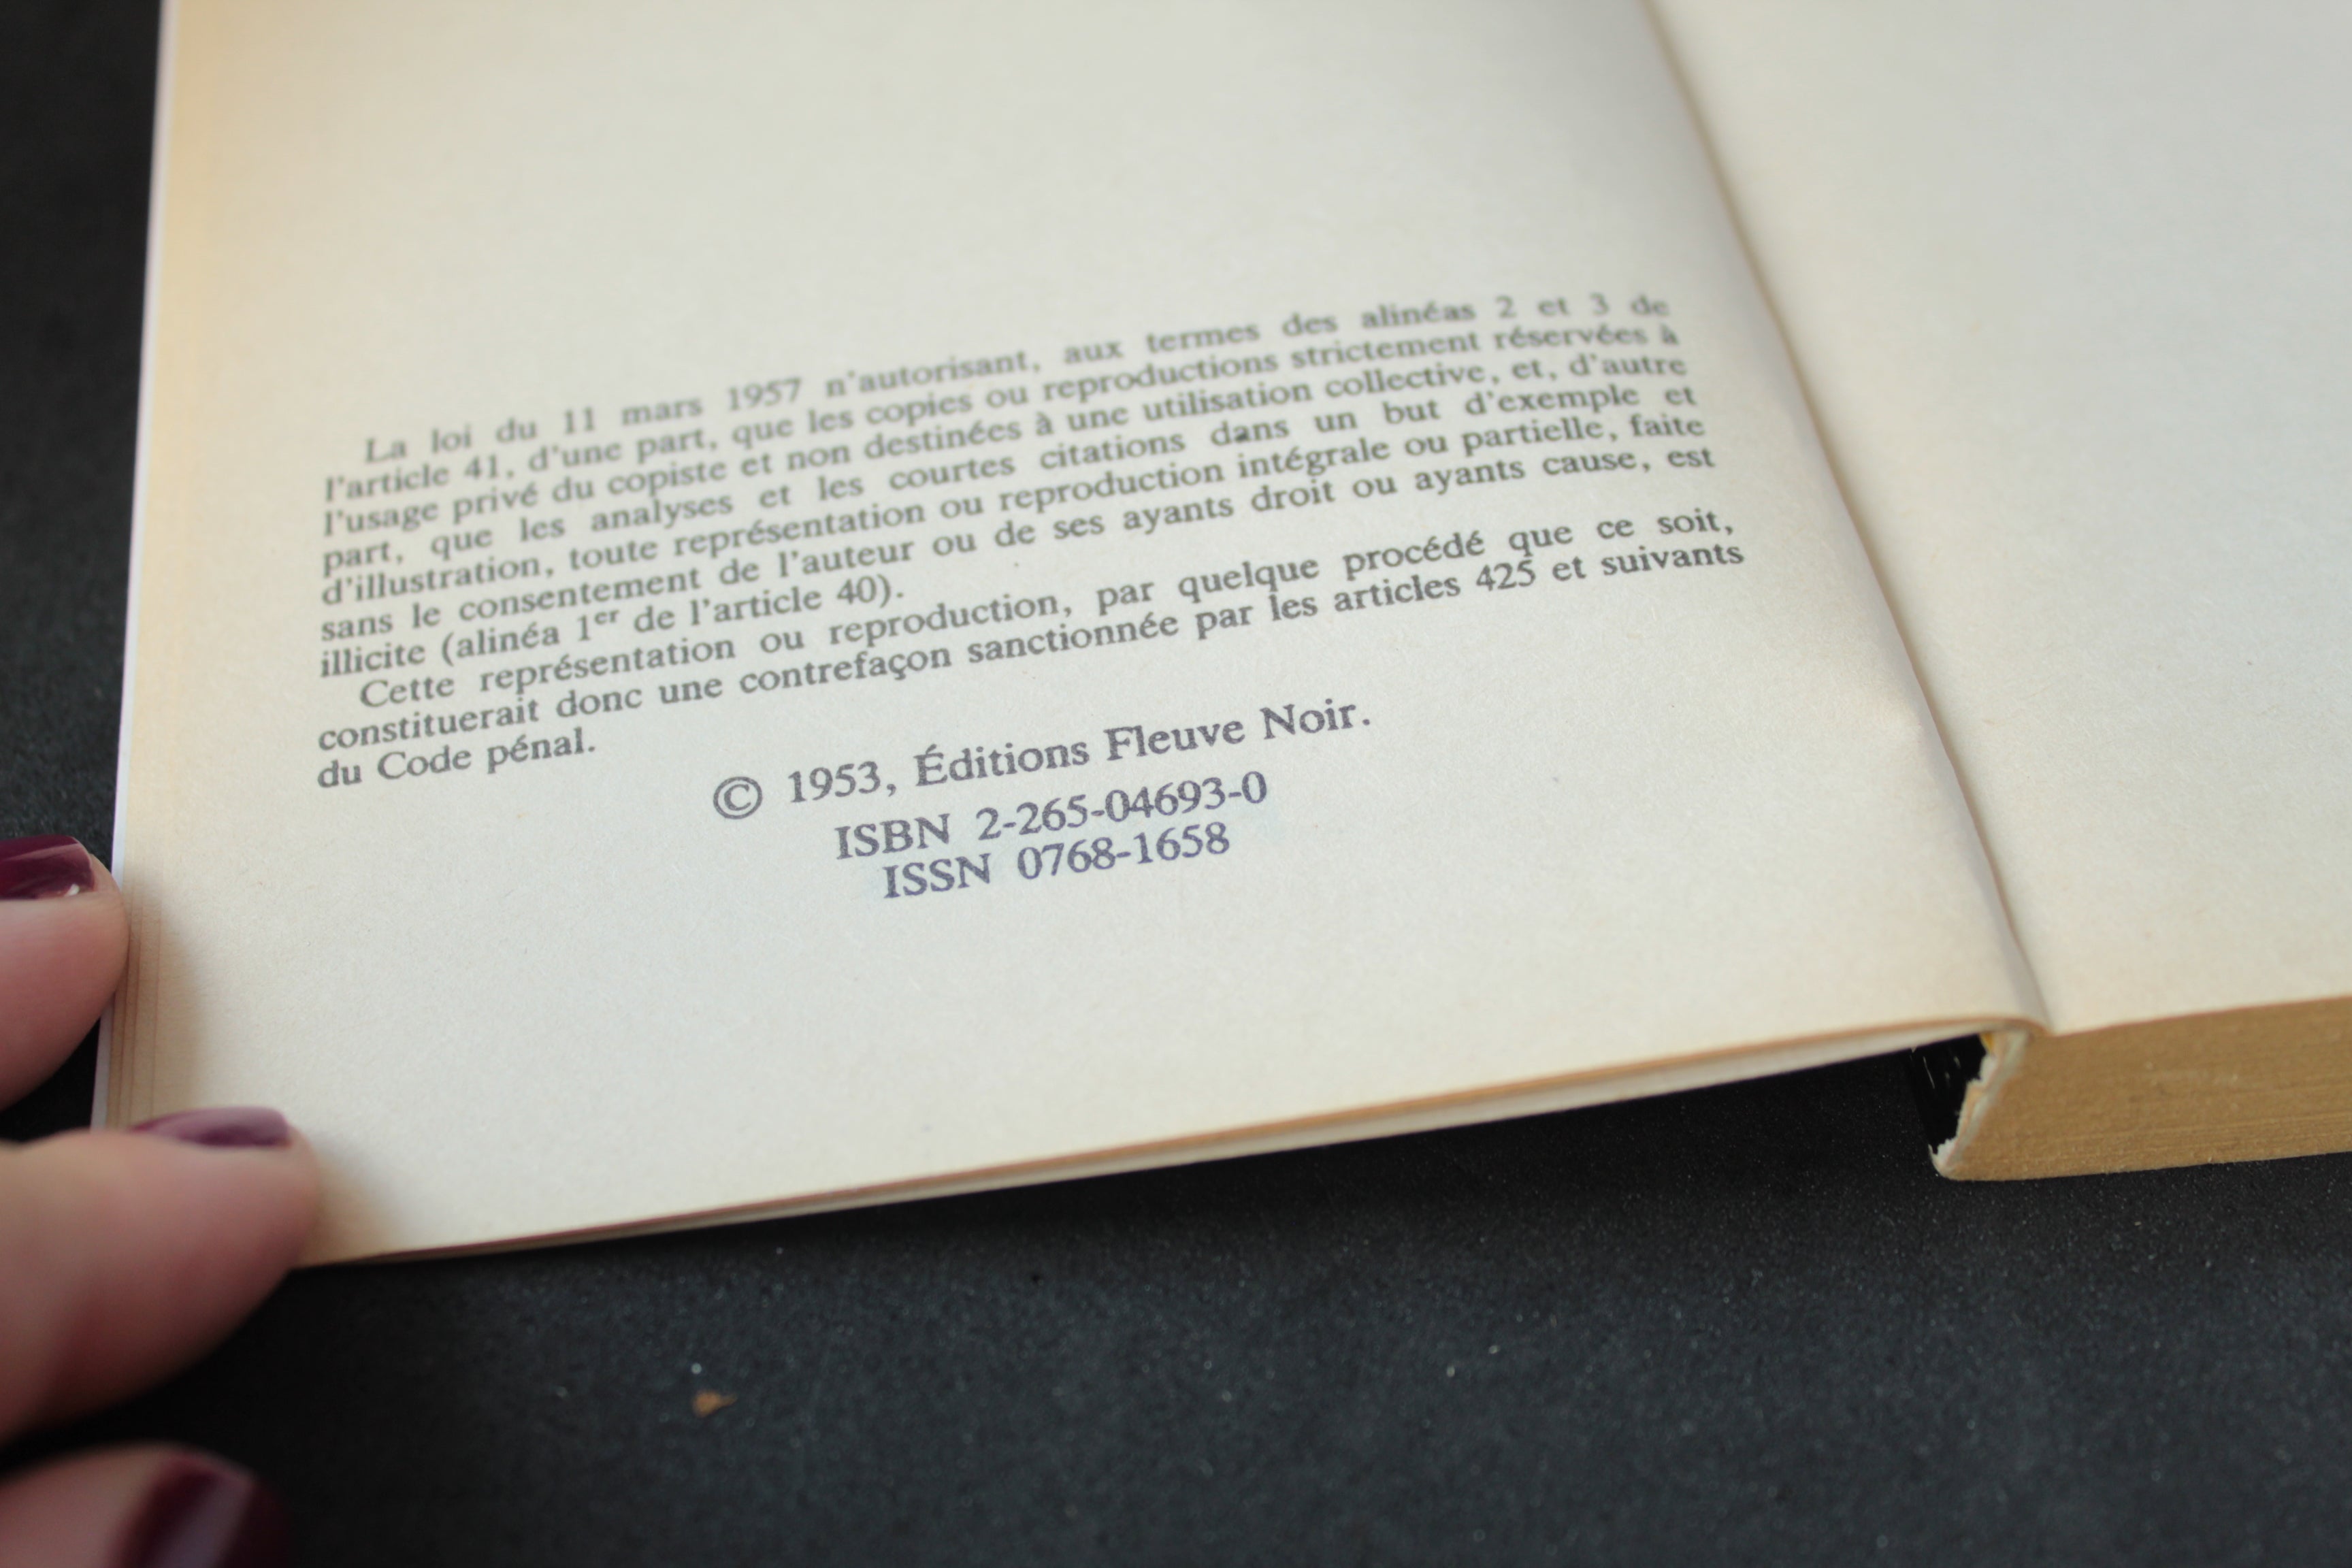 La loi du 11 mars 1957 n'autorisant, aux termes des alinéas 2 et 3 de
l'article 41, d'une part, que les copies ou reproductions strictement réservées à
l'usage privé du copiste et non destinées à une utilisation collective, et, d'autre
part, que les analyses et les courtes citations dans un but d'exemple et
d'illustration, toute représentation ou reproduction intégrale ou partielle, faite
sans le consentement de l'auteur ou de ses ayants droit ou ayants cause, est
illicite (alinéa 1er de l'article 40).
Cette représentation ou reproduction, par quelque procédé que ce soit,
constituerait donc une contrefaçon sanctionnée par les articles 425 et suivants
du Code pénal.
© 1953, Éditions Fleuve Noir.
ISBN 2-265-04693-0
ISSN 0768-1658